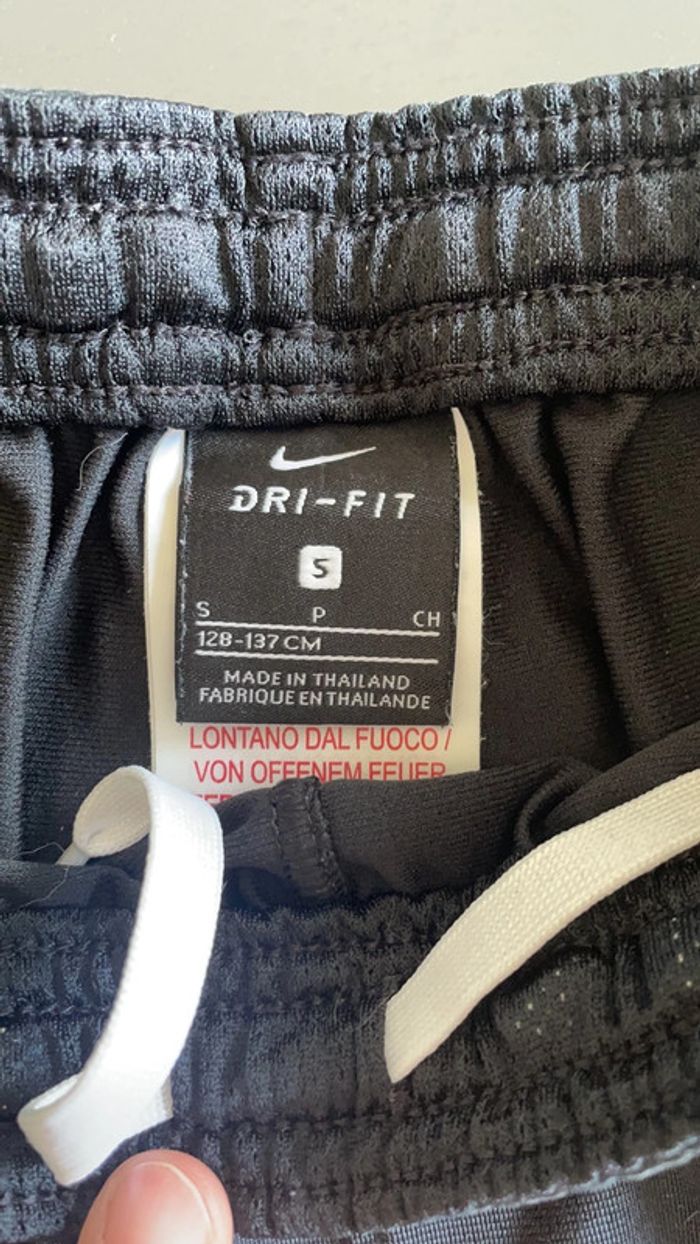 DRI-FIT
S
S P CH
128-137 CM
MADE IN THAILAND
FABRIQUE EN THAILANDE
LONTANO DAL FUOCO /
VON OFFENEM FEUER